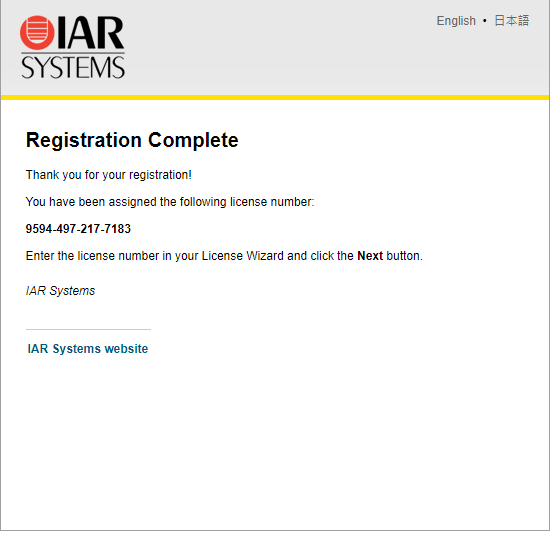 English • 日本語
IAR
SYSTEMS
Registration Complete
Thank you for your registration!
You have been assigned the following license number:
9594-497-217-7183
Enter the license number in your License Wizard and click the Next button.
IAR Systems
IAR Systems website